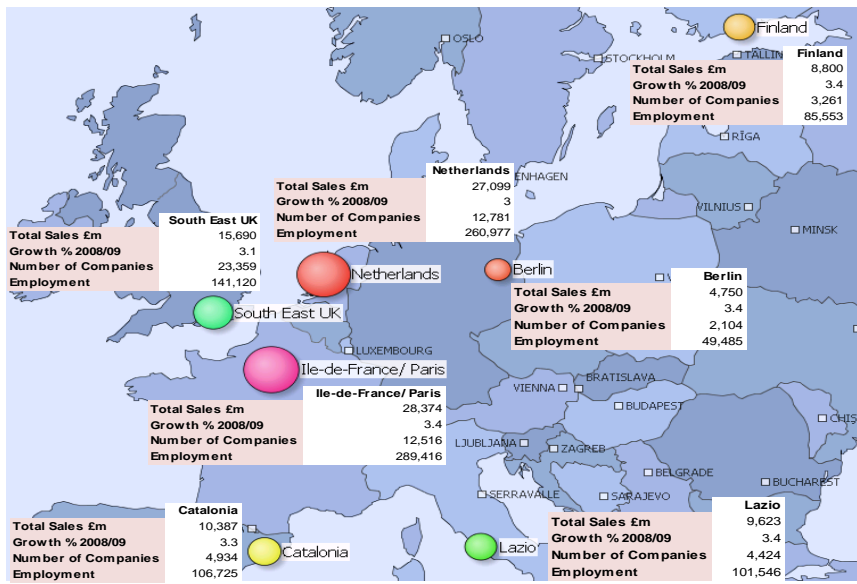 Finland
OSLO
STOCKHOLM
TALLIN
Finland
Total Sales £m 8,800
Growth % 2008/09 3.4
Number of Companies 3,261
Employment 85,553
RĪGA
Netherlands
Total Sales £m 27,099
Growth % 2008/09 3
Number of Companies 12,781
Employment 260,977
ENHAGEN
VILNIUS
MINSK
South East UK
Total Sales £m 15,690
Growth % 2008/09 3.1
Number of Companies 23,359
Employment 141,120
Netherlands
Berlin
V
Berlin
Total Sales £m 4,750
Growth % 2008/09 3.4
Number of Companies 2,104
Employment 49,485
South East UK
LUXEMBOURG
Ile-de-France/ Paris
Ile-de-France/ Paris
Total Sales £m 28,374
Growth % 2008/09 3.4
Number of Companies 12,516
Employment 289,416
VIENNA
BRATISLAVA
BUDAPEST
CHIS
LJUBLJANA
ZAGREB
BELGRADE
BUCHAREST
SERRAVALLE
SARAJEVO
Catalonia
Total Sales £m 10,387
Growth % 2008/09 3.3
Number of Companies 4,934
Employment 106,725
Catalonia
Lazio
Lazio
Total Sales £m 9,623
Growth % 2008/09 3.4
Number of Companies 4,424
Employment 101,546